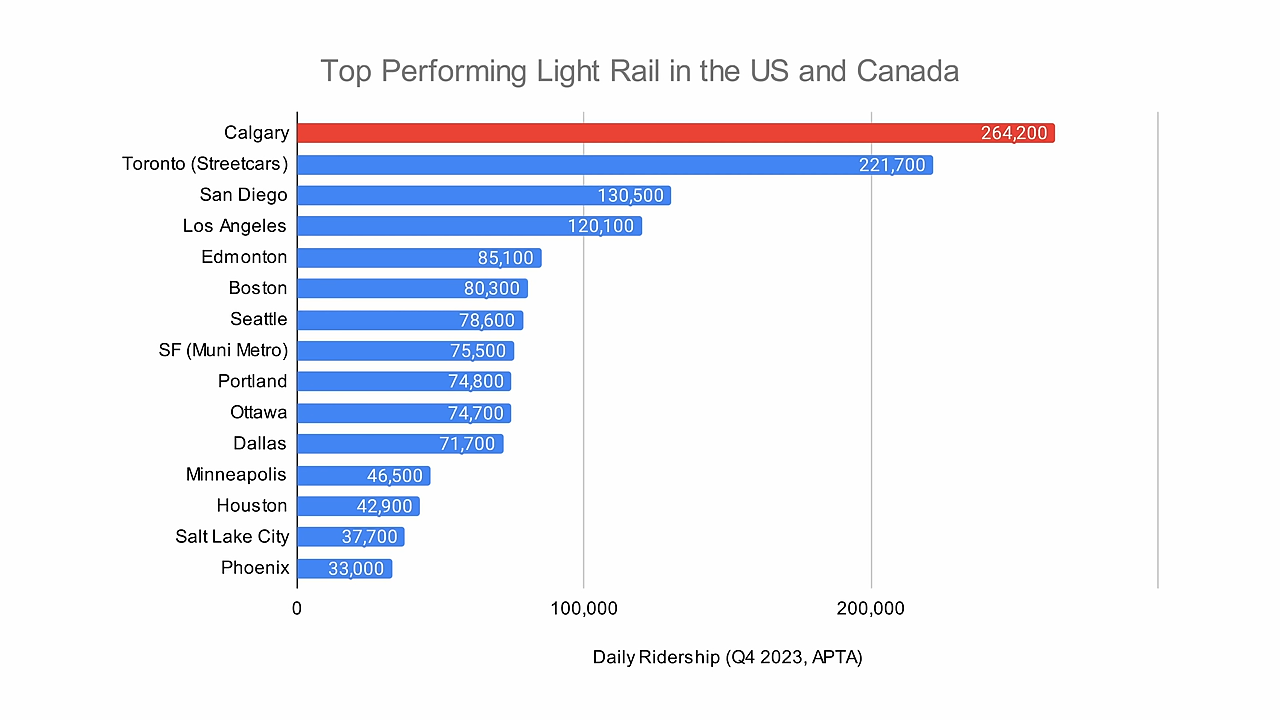 Top Performing Light Rail in the US and Canada
Calgary 264,200
Toronto (Streetcars) 221,700
San Diego 130,500
Los Angeles 120,100
Edmonton 85,100
Boston 80,300
Seattle 78,600
SF (Muni Metro) 75,500
Portland 74,800
Ottawa 74,700
Dallas 71,700
Minneapolis 46,500
Houston 42,900
Salt Lake City 37,700
Phoenix 33,000
0 100,000 200,000
Daily Ridership (Q4 2023, APTA)